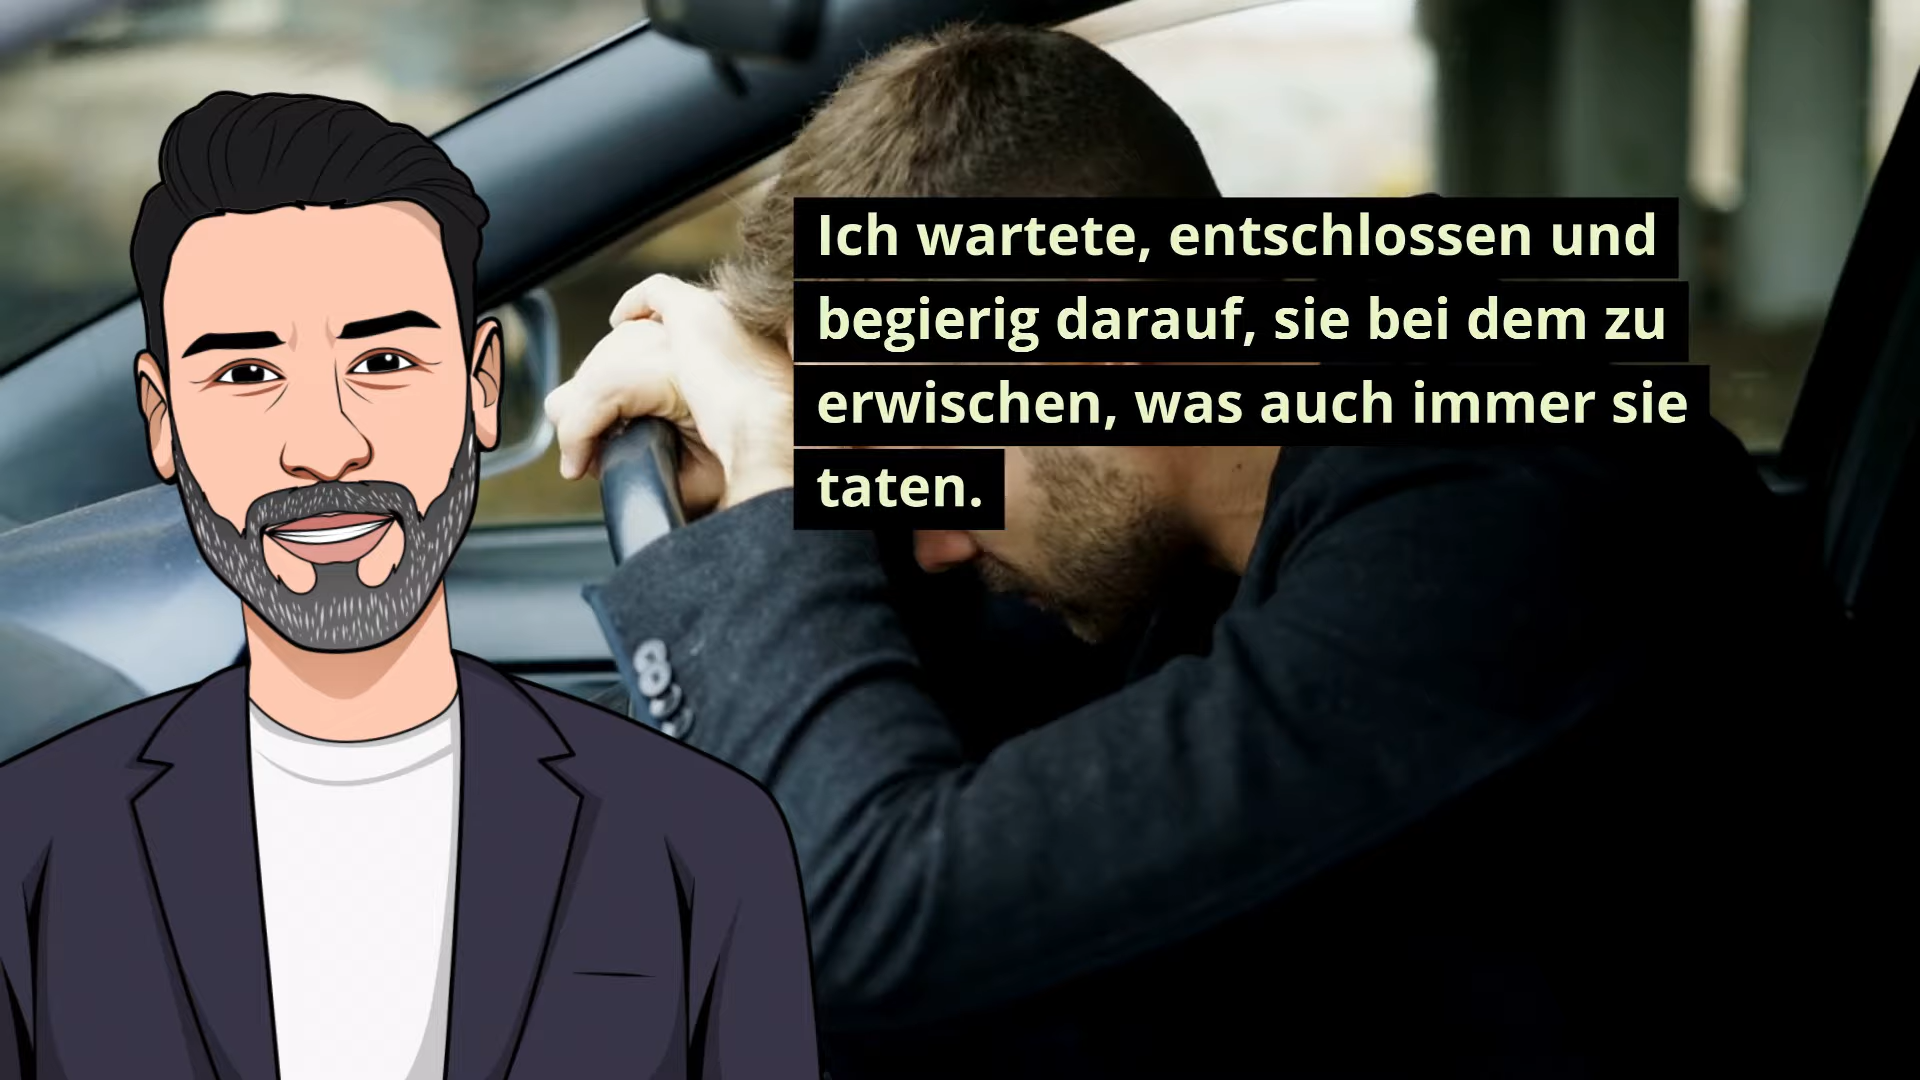 Ich wartete, entschlossen und
begierig darauf, sie bei dem zu
erwischen, was auch immer sie
taten.